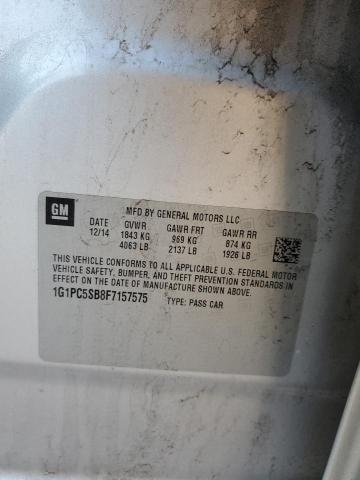 GM
MFD BY GENERAL MOTORS LLC
DATE GVWR GAWR FRT GAWR RR
12/14 1843 KG 969 KG 874 KG
4063 LB 2137 LB 1926 LB
THIS VEHICLE CONFORMS TO ALL APPLICABLE U.S. FEDERAL MOTOR
VEHICLE SAFETY, BUMPER, AND THEFT PREVENTION STANDARDS
IN EFFECT ON THE DATE OF MANUFACTURE SHOWN ABOVE.
1G1PC5SB8F7157575 TYPE: PASS CAR